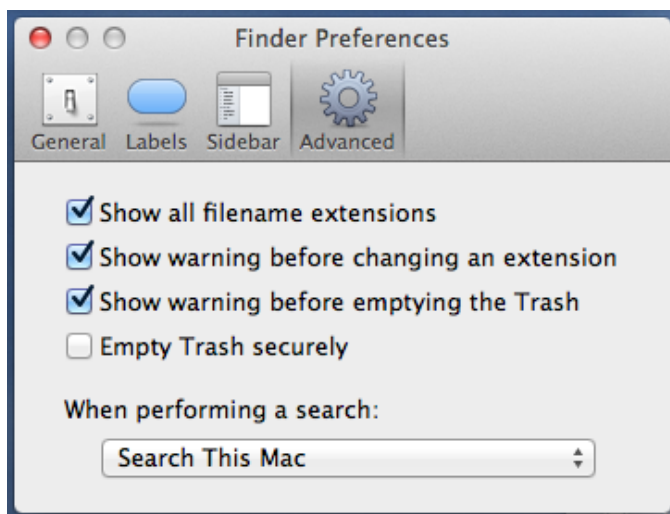 Finder Preferences
General Labels Sidebar Advanced
Show all filename extensions
Show warning before changing an extension
Show warning before emptying the Trash
Empty Trash securely
When performing a search:
Search This Mac